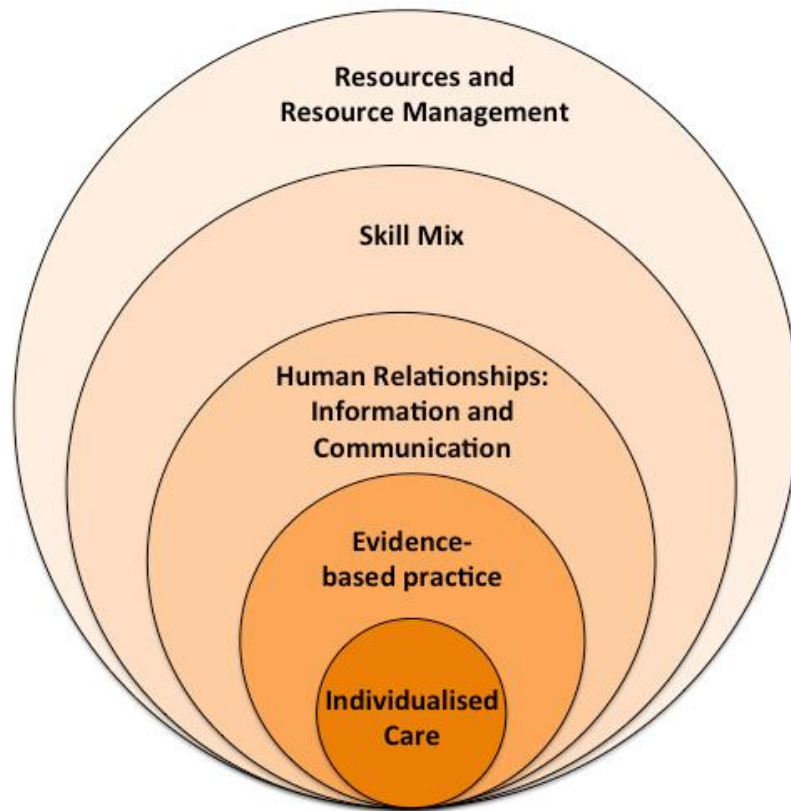 Resources and
Resource Management
Skill Mix
Human Relationships:
Information and
Communication
Evidence-
based practice
Individualised
Care